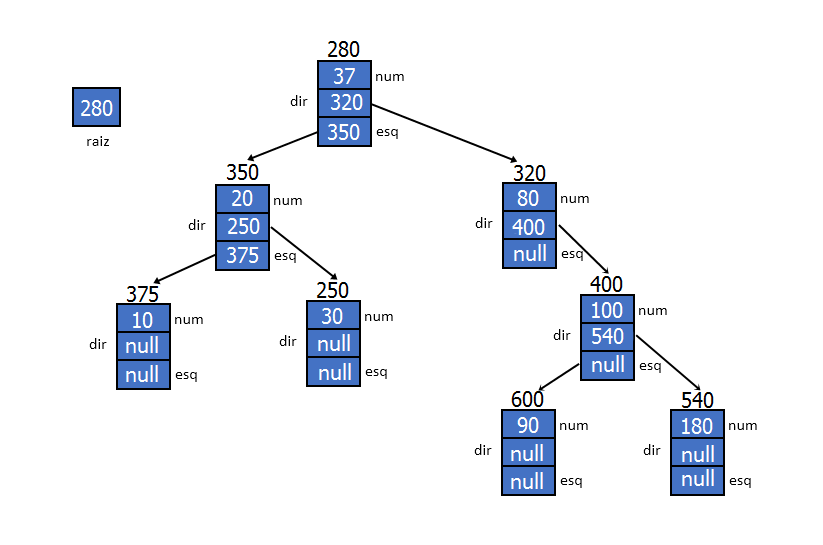 280
raiz
280
37 num
dir 320
350 esq
350
20 num
dir 250
375 esq
320
80 num
dir 400
null esq
375
10 num
dir null
null esq
250
30 num
dir null
null esq
400
100 num
dir 540
null esq
600
90 num
dir null
null esq
540
180 num
dir null
null esq